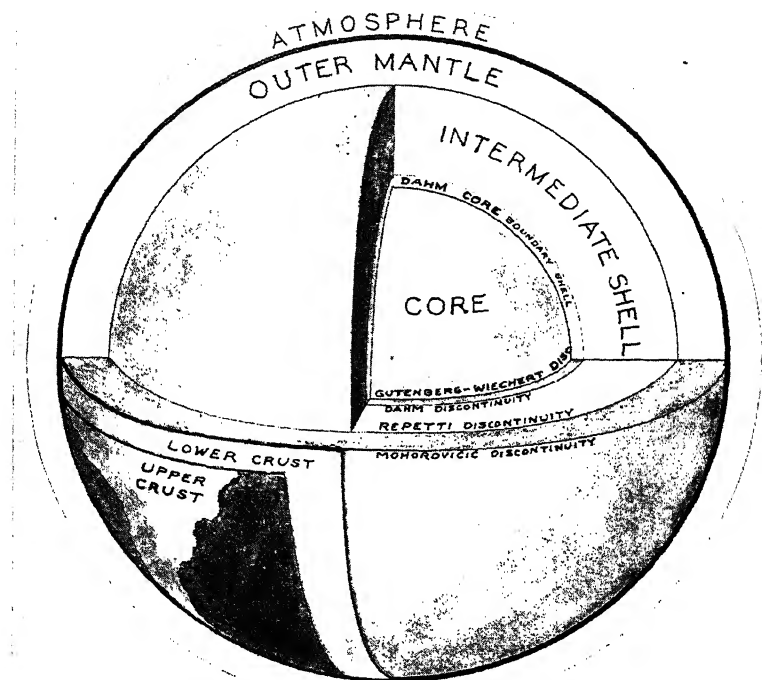 ATMOSPHERE
OUTER MANTLE
INTERMEDIATE SHELL
DAHM CORE BOUNDARY SHELL
CORE
GUTENBERG-WIECHERT DISC
DAHM DISCONTINUITY
REPETTI DISCONTINUITY
MOHOROVICIC DISCONTINUITY
LOWER CRUST
UPPER
CRUST